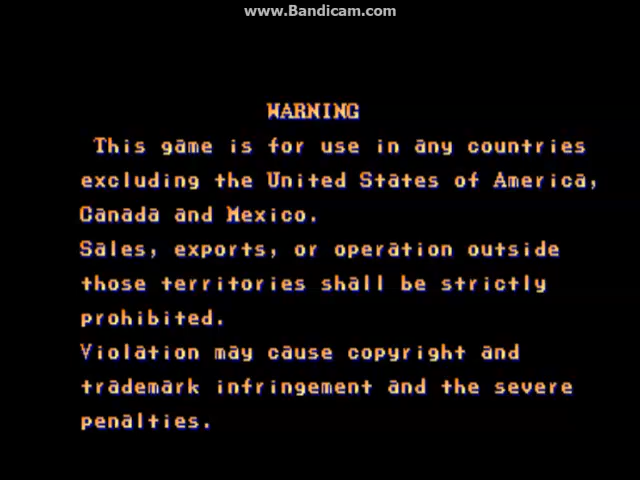 www.Bandicam.com
WARNING
This game is for use in any countries
excluding the United States of America,
Canada and Mexico.
Sales, exports, or operation outside
those territories shall be strictly
prohibited.
Violation may cause copyright and
trademark infringement and the severe
penalties.